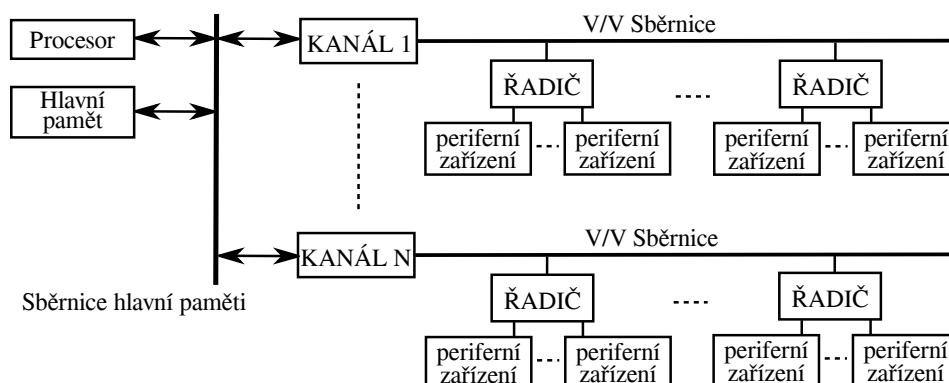 V/V Sběrnice
Procesor
KANÁL 1
Hlavní
pamět
ŘADIČ
ŘADIČ
periferní
zařízení
periferní
zařízení
periferní
zařízení
periferní
zařízení
V/V Sběrnice
KANÁL N
Sběrnice hlavní paměti
ŘADIČ
ŘADIČ
periferní
zařízení
periferní
zařízení
periferní
zařízení
periferní
zařízení